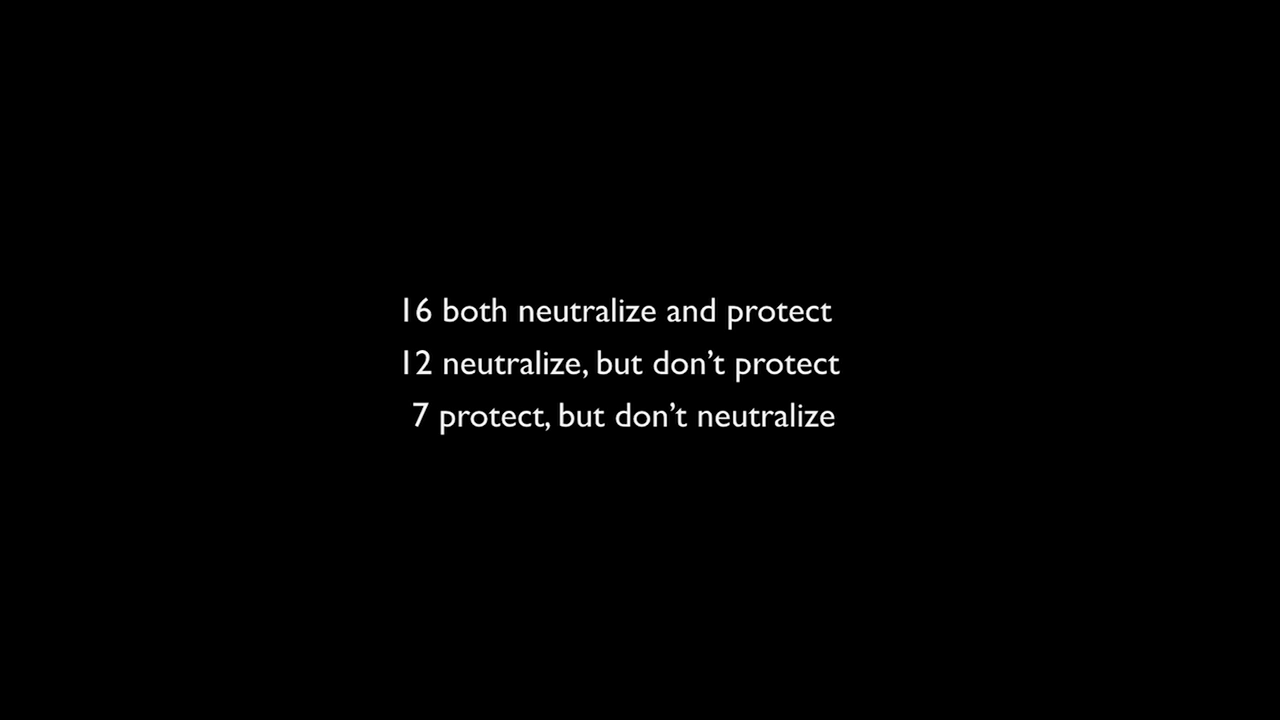 16 both neutralize and protect
12 neutralize, but don’t protect
7 protect, but don’t neutralize